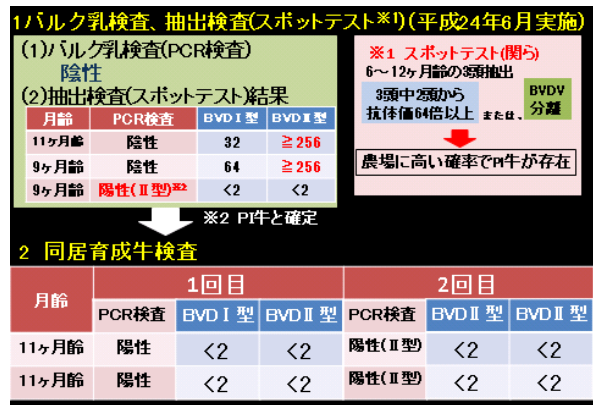 1バルク乳検査、抽出検査(スポットテスト※1)(平成24年6月実施)
(1)バルク乳検査(PCR検査)
陰性
(2)抽出検査(スポットテスト)結果
月齢 PCR検査 BVDⅠ型 BVDⅡ型
11ヶ月齢 陰性 32 ≧256
9ヶ月齢 陰性 64 ≧256
9ヶ月齢 陽性(Ⅱ型)※2 <2 <2
※1 スポットテスト(関ら)
6~12ヶ月齢の3頭抽出
3頭中2頭から
抗体価64倍以上 または、 BVDV
分離
農場に高い確率でPI牛が存在
※2 PI牛と確定
2 同居育成牛検査
月齢 1回目 2回目
PCR検査 BVDⅠ型 BVDⅡ型 PCR検査 BVDⅡ型 BVDⅡ型
11ヶ月齢 陽性 <2 <2 陽性(Ⅱ型) <2 <2
11ヶ月齢 陽性 <2 <2 陽性(Ⅱ型) <2 <2